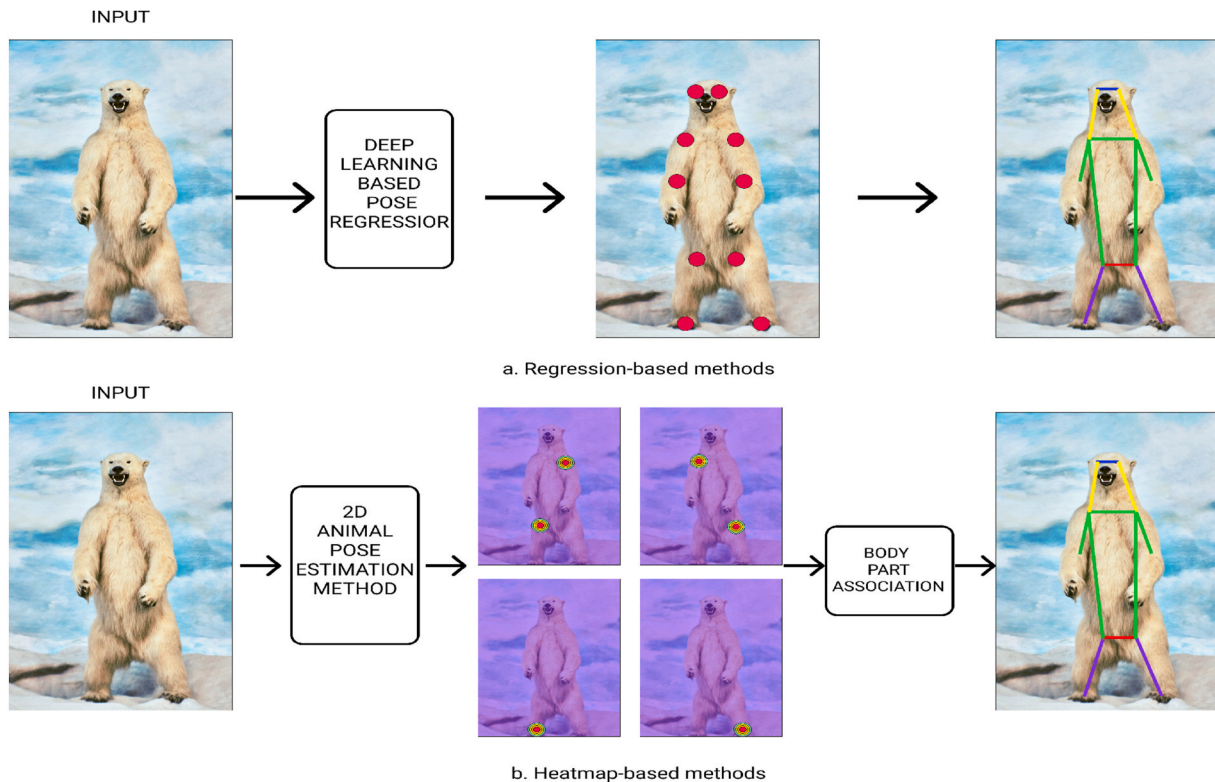 INPUT
DEEP
LEARNING
BASED
POSE
REGRESSIOR
a. Regression-based methods
INPUT
2D
ANIMAL
POSE
ESTIMATION
METHOD
BODY
PART
ASSOCIATION
b. Heatmap-based methods